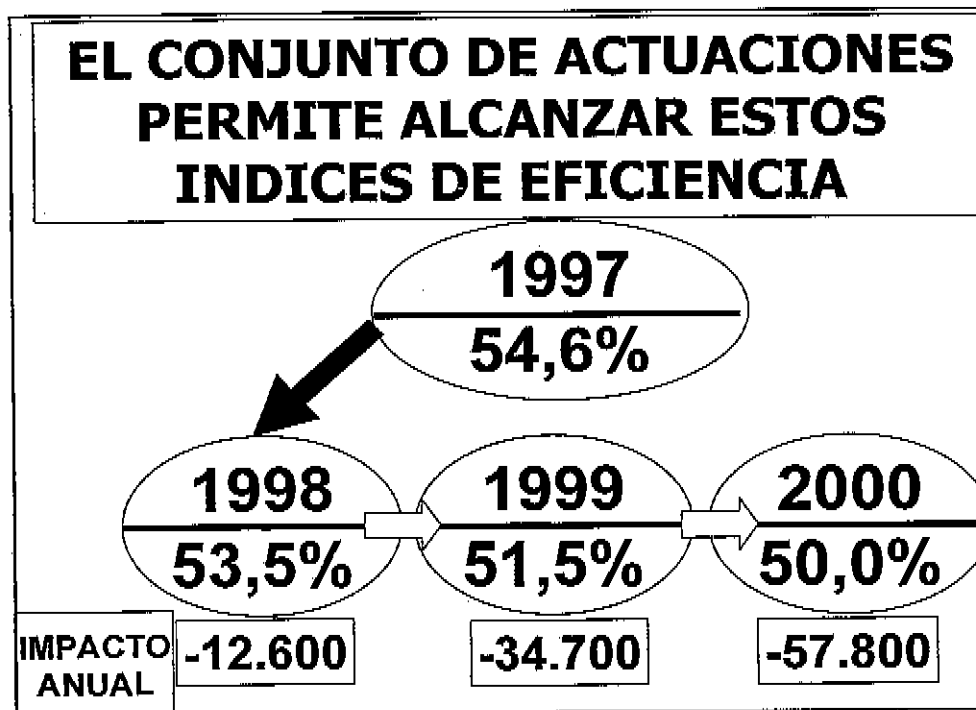 EL CONJUNTO DE ACTUACIONES
PERMITE ALCANZAR ESTOS
INDICES DE EFICIENCIA
1997
54,6%
1998
53,5%
1999
51,5%
2000
50,0%
IMPACTO
ANUAL
-12.600
-34.700
-57.800